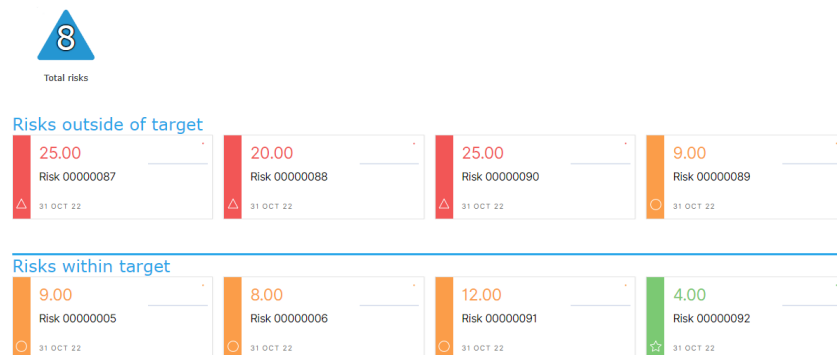 8
Total risks
Risks outside of target
25.00
Risk 00000087
31 OCT 22
20.00
Risk 00000088
31 OCT 22
25.00
Risk 00000090
31 OCT 22
9.00
Risk 00000089
31 OCT 22
Risks within target
9.00
Risk 00000005
31 OCT 22
8.00
Risk 00000006
31 OCT 22
12.00
Risk 00000091
31 OCT 22
4.00
Risk 00000092
31 OCT 22